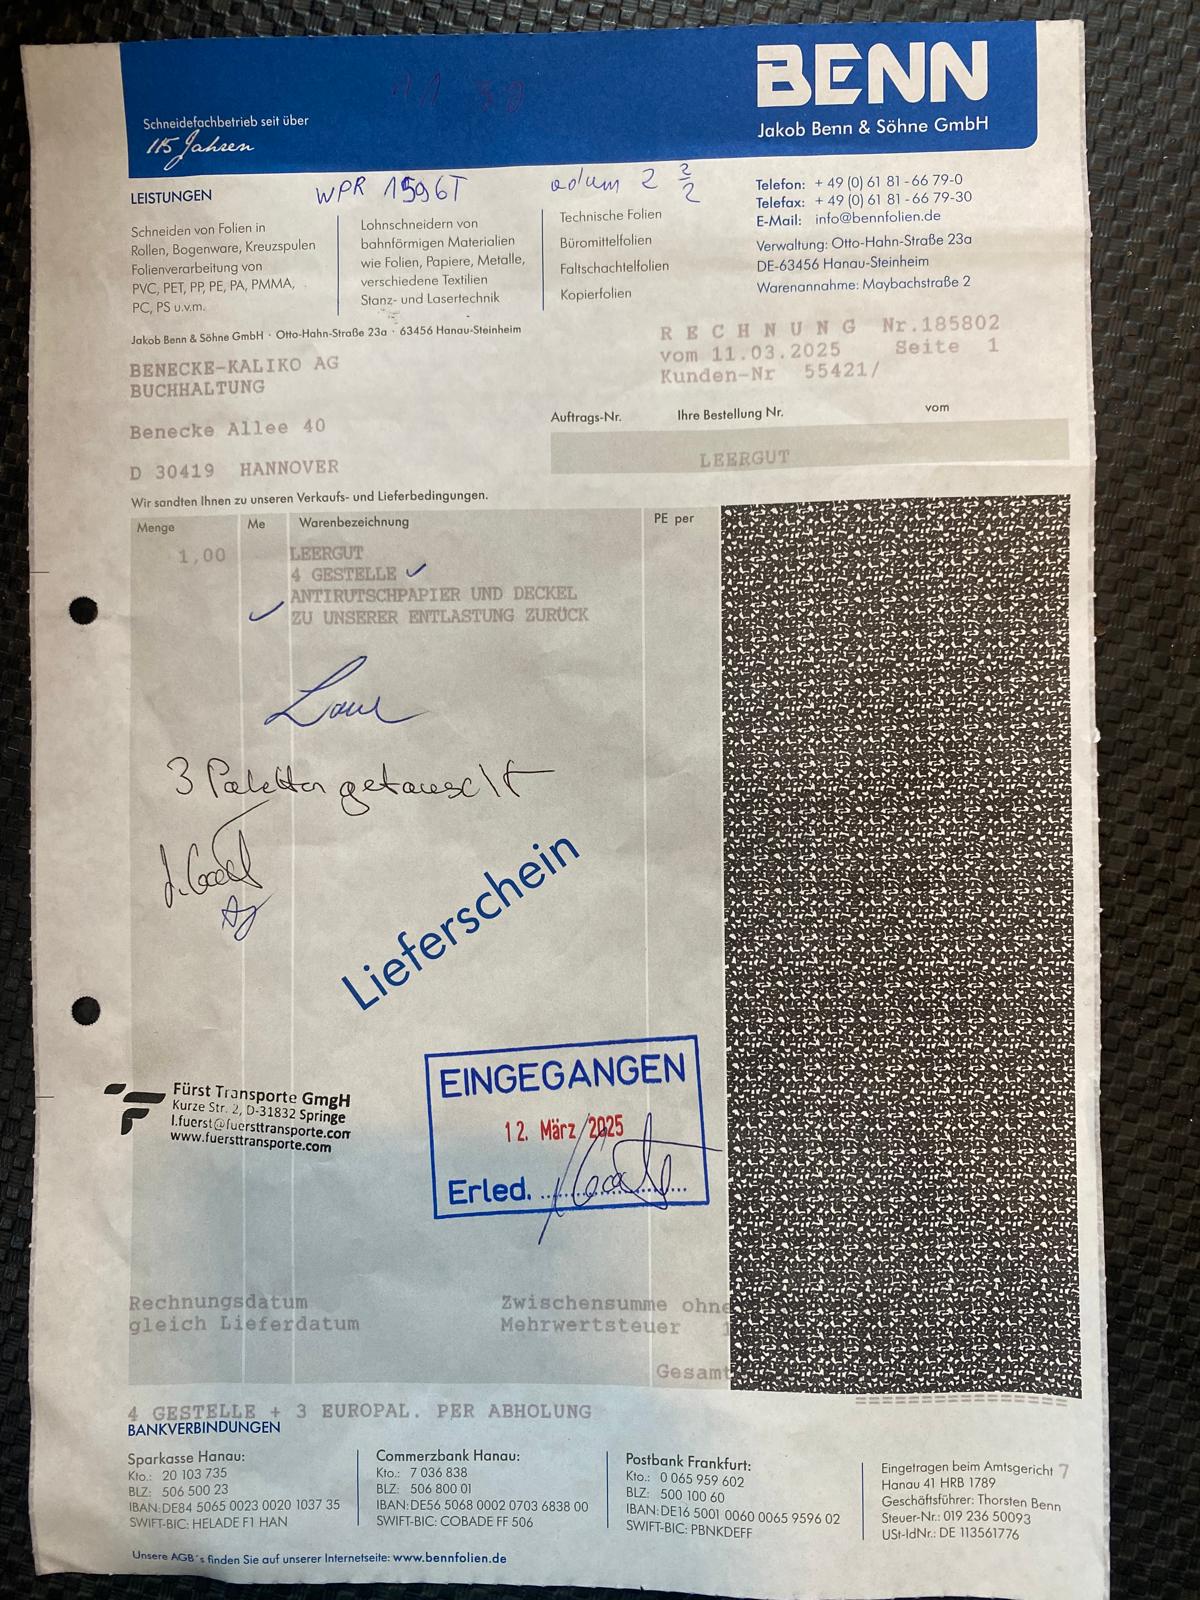 BENN
Jakob Benn & Söhne GmbH
Schneidefachbetrieb seit über
115 Jahren
11 30
WPR 1596T
2 2/2
LEISTUNGEN
Schneiden von Folien in
Rollen, Bogenware, Kreuzspulen
Folienverarbeitung von
PVC, PET, PP, PE, PA, PMMA,
PC, PS u.v.m.
Lohnschneidern von
bahnförmigen Materialien
wie Folien, Papiere, Metalle,
verschiedene Textilien
Stanz- und Lasertechnik
Technische Folien
Büromittelfolien
Faltschachtelfolien
Kopierfolien
Telefon: + 49 (0) 61 81 - 66 79-0
Telefax: + 49 (0) 61 81 - 66 79-30
E-Mail: info@bennfolien.de
Verwaltung: Otto-Hahn-Straße 23a
DE-63456 Hanau-Steinheim
Warenannahme: Maybachstraße 2
Jakob Benn & Söhne GmbH · Otto-Hahn-Straße 23a · 63456 Hanau-Steinheim
BENECKE-KALIKO AG
BUCHHALTUNG
Benecke Allee 40
D 30419 HANNOVER
R E C H N U N G Nr.185802
vom 11.03.2025 Seite 1
Kunden-Nr 55421/
Auftrags-Nr. Ihre Bestellung Nr. vom
LEERGUT
Wir sandten Ihnen zu unseren Verkaufs- und Lieferbedingungen.
Menge Me Warenbezeichnung PE per
1,00 LEERGUT
4 GESTELLE
ANTIRUTSCHPAPIER UND DECKEL
ZU UNSERER ENTLASTUNG ZURÜCK
3 Paletten getauscht
Lieferschein
EINGEGANGEN
12. März 2025
Erled.
Fürst Transporte GmbH
Kurze Str. 2, D-31832 Springe
l.fuerst@fuersttransporte.com
www.fuersttransporte.com
Rechnungsdatum
gleich Lieferdatum
Zwischensumme ohne
Mehrwertsteuer 1
Gesamt
4 GESTELLE + 3 EUROPAL. PER ABHOLUNG
BANKVERBINDUNGEN
Sparkasse Hanau:
Kto.: 20 103 735
BLZ: 506 500 23
IBAN:DE84 5065 0023 0020 1037 35
SWIFT-BIC: HELADE F1 HAN
Commerzbank Hanau:
Kto.: 7 036 838
BLZ: 506 800 01
IBAN:DE56 5068 0002 0703 6838 00
SWIFT-BIC: COBADE FF 506
Postbank Frankfurt:
Kto.: 0 065 959 602
BLZ: 500 100 60
IBAN:DE16 5001 0060 0065 9596 02
SWIFT-BIC: PBNKDEFF
Eingetragen beim Amtsgericht 7
Hanau 41 HRB 1789
Geschäftsführer: Thorsten Benn
Steuer-Nr.: 019 236 50093
USt-IdNr.: DE 113561776
Unsere AGB´s finden Sie auf unserer Internetseite: www.bennfolien.de